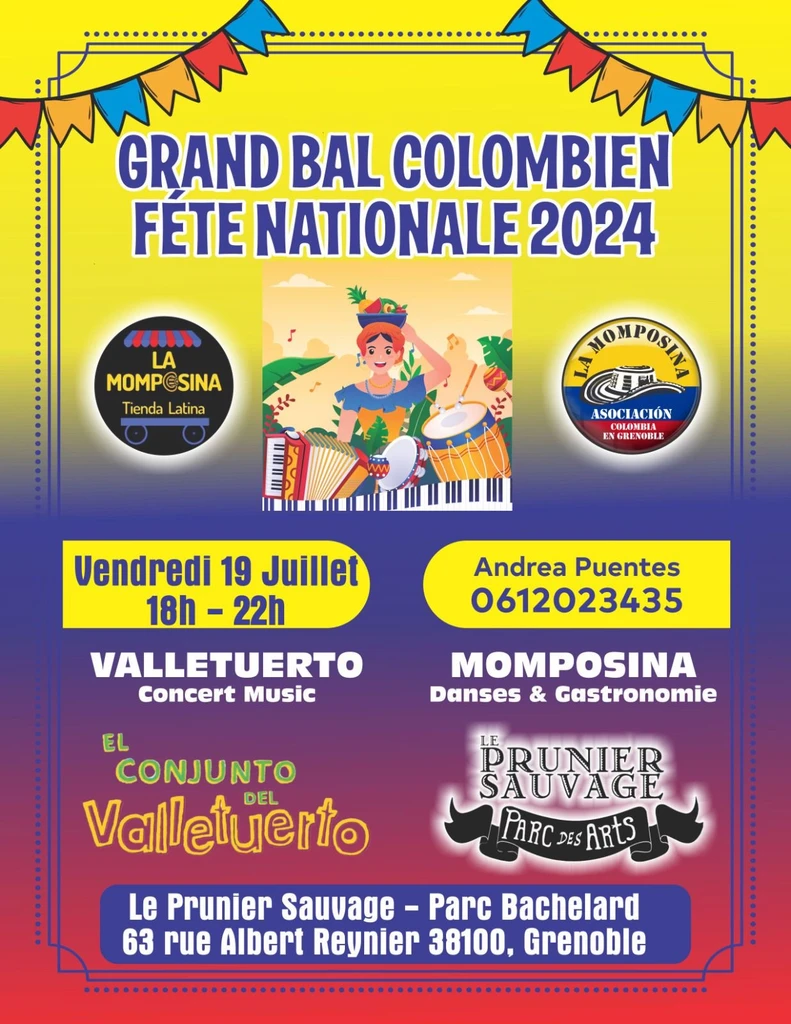 GRAND BAL COLOMBIEN
FÉTE NATIONALE 2024
LA
MOMPOSINA
Tienda Latina
LA MOMPOSINA
ASOCIACIÓN
COLOMBIA
EN GRENOBLE
Vendredi 19 Juillet
18h - 22h
Andrea Puentes
0612023435
VALLETUERTO
Concert Music
MOMPOSINA
Danses & Gastronomie
EL
CONJUNTO
DEL
Valletuerto
LE
PRUNIER
SAUVAGE
PARC DES ARTS
Le Prunier Sauvage - Parc Bachelard
63 rue Albert Reynier 38100, Grenoble